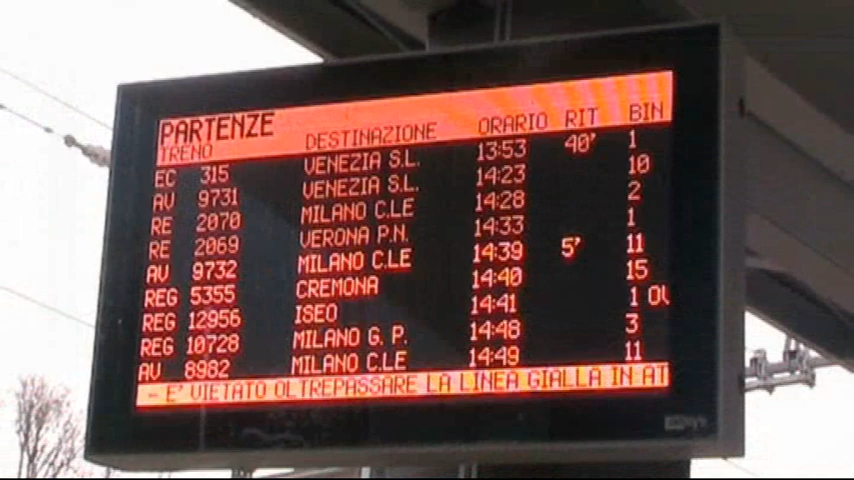 PARTENZE
TRENO DESTINAZIONE ORARIO RIT BIN
EC 315 VENEZIA S.L. 13:53 40' 1
AV 9731 VENEZIA S.L. 14:23 10
RE 2070 MILANO C.LE 14:28 2
RE 2069 VERONA P.N. 14:33 1
AV 9732 MILANO C.LE 14:39 5' 11
REG 5355 CREMONA 14:40 15
REG 12956 ISEO 14:41 1 OV
REG 10728 MILANO G. P. 14:48 3
AV 8982 MILANO C.LE 14:49 11
- E' VIETATO OLTREPASSARE LA LINEA GIALLA IN AT